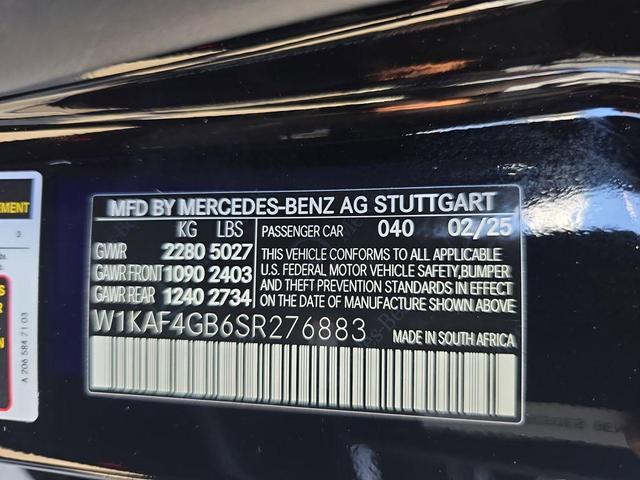 MFD BY MERCEDES-BENZ AG STUTTGART
KG LBS
GVWR 2280 5027
GAWR FRONT 1090 2403
GAWR REAR 1240 2734
PASSENGER CAR 040 02/25
THIS VEHICLE CONFORMS TO ALL APPLICABLE
U.S. FEDERAL MOTOR VEHICLE SAFETY,BUMPER
AND THEFT PREVENTION STANDARDS IN EFFECT
ON THE DATE OF MANUFACTURE SHOWN ABOVE
W1KAF4GB6SR276883 MADE IN SOUTH AFRICA
A 206 584 71 03